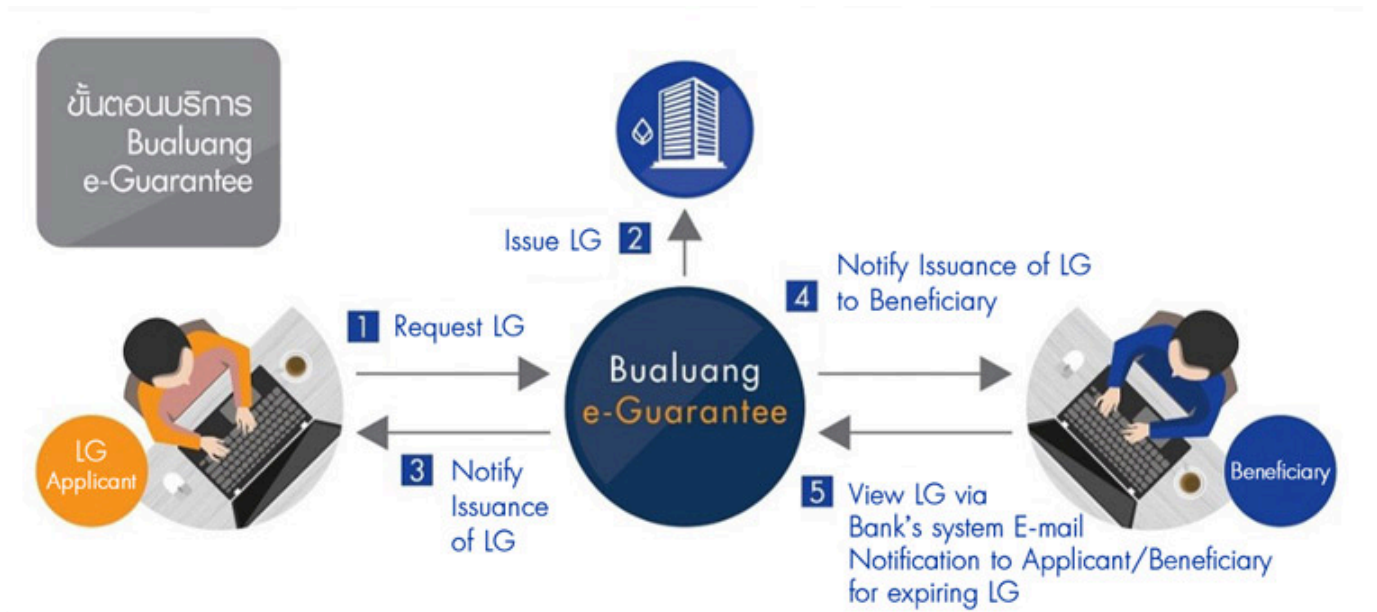 ขั้นตอนบริการ
Bualuang
e-Guarantee
Issue LG 2
4 Notify Issuance of LG
to Beneficiary
1 Request LG
Bualuang
e-Guarantee
LG
Applicant
3 Notify
Issuance
of LG
5 View LG via
Bank's system E-mail
Notification to Applicant/Beneficiary
for expiring LG
Beneficiary